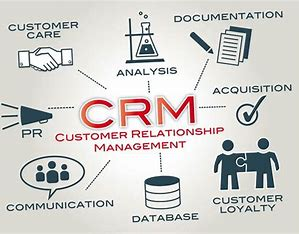 CUSTOMER
CARE
ANALYSIS
DOCUMENTATION
ACQUISITION
PR
CRM
CUSTOMER RELATIONSHIP
MANAGEMENT
COMMUNICATION
DATABASE
CUSTOMER
LOYALTY